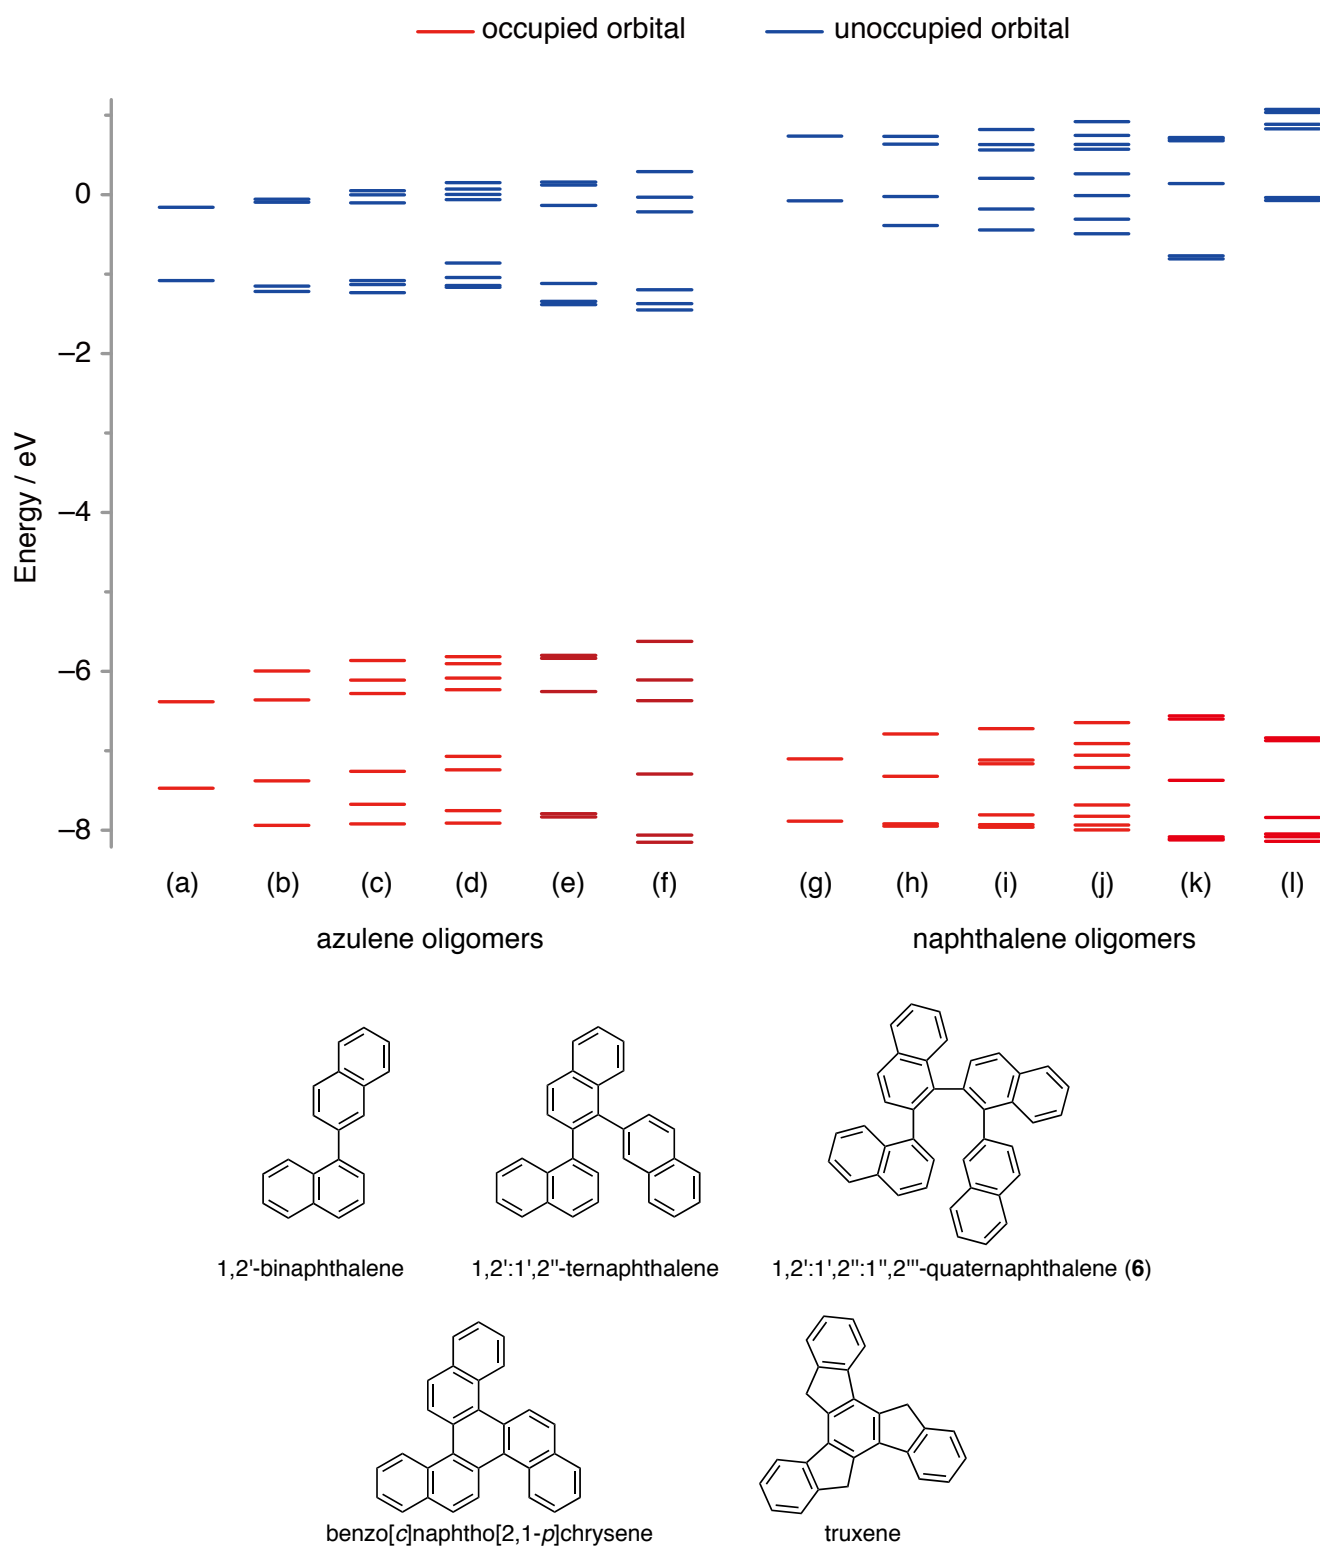 occupied orbital
unoccupied orbital
Energy / eV
0
–2
–4
–6
–8
(a) (b) (c) (d) (e) (f) (g) (h) (i) (j) (k) (l)
azulene oligomers
naphthalene oligomers
1,2'-binaphthalene
1,2':1',2"-ternaphthalene
1,2':1',2":1",2'"-quaternaphthalene (6)
benzo[c]naphtho[2,1-p]chrysene
truxene